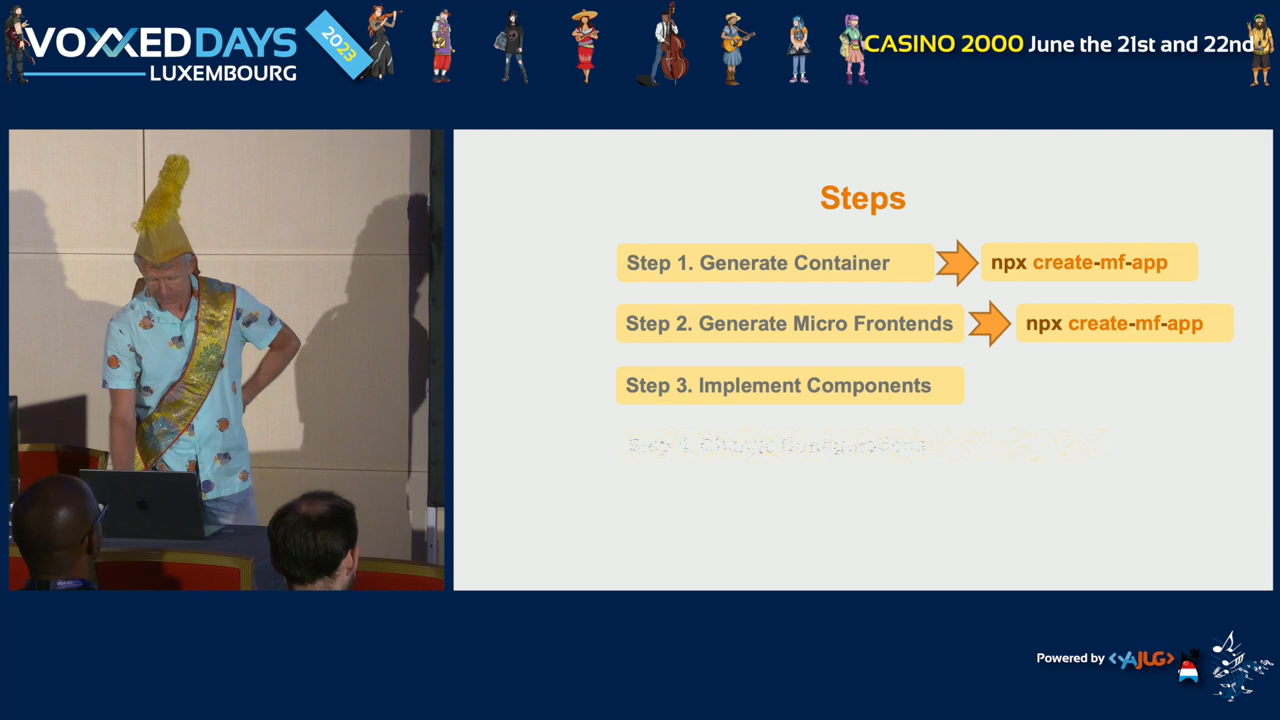 VOXXED DAYS
LUXEMBOURG
2023
CASINO 2000 June the 21st and 22nd
Steps
Step 1. Generate Container
npx create-mf-app
Step 2. Generate Micro Frontends
npx create-mf-app
Step 3. Implement Components
Powered by <YAJUG>